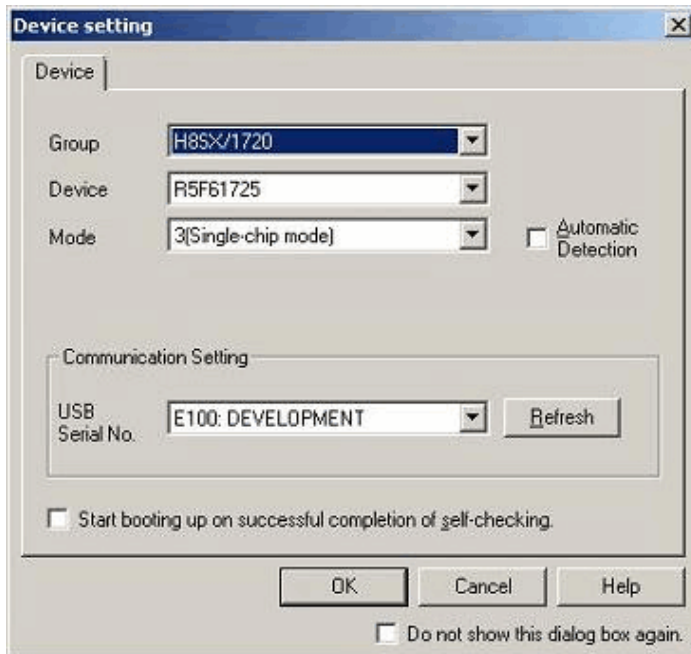 Device setting
Device
Group
H8SX/1720
Device
R5F61725
Mode
3(Single-chip mode)
Automatic
Detection
Communication Setting
USB
Serial No.
E100: DEVELOPMENT
Refresh
Start booting up on successful completion of self-checking.
OK
Cancel
Help
Do not show this dialog box again.